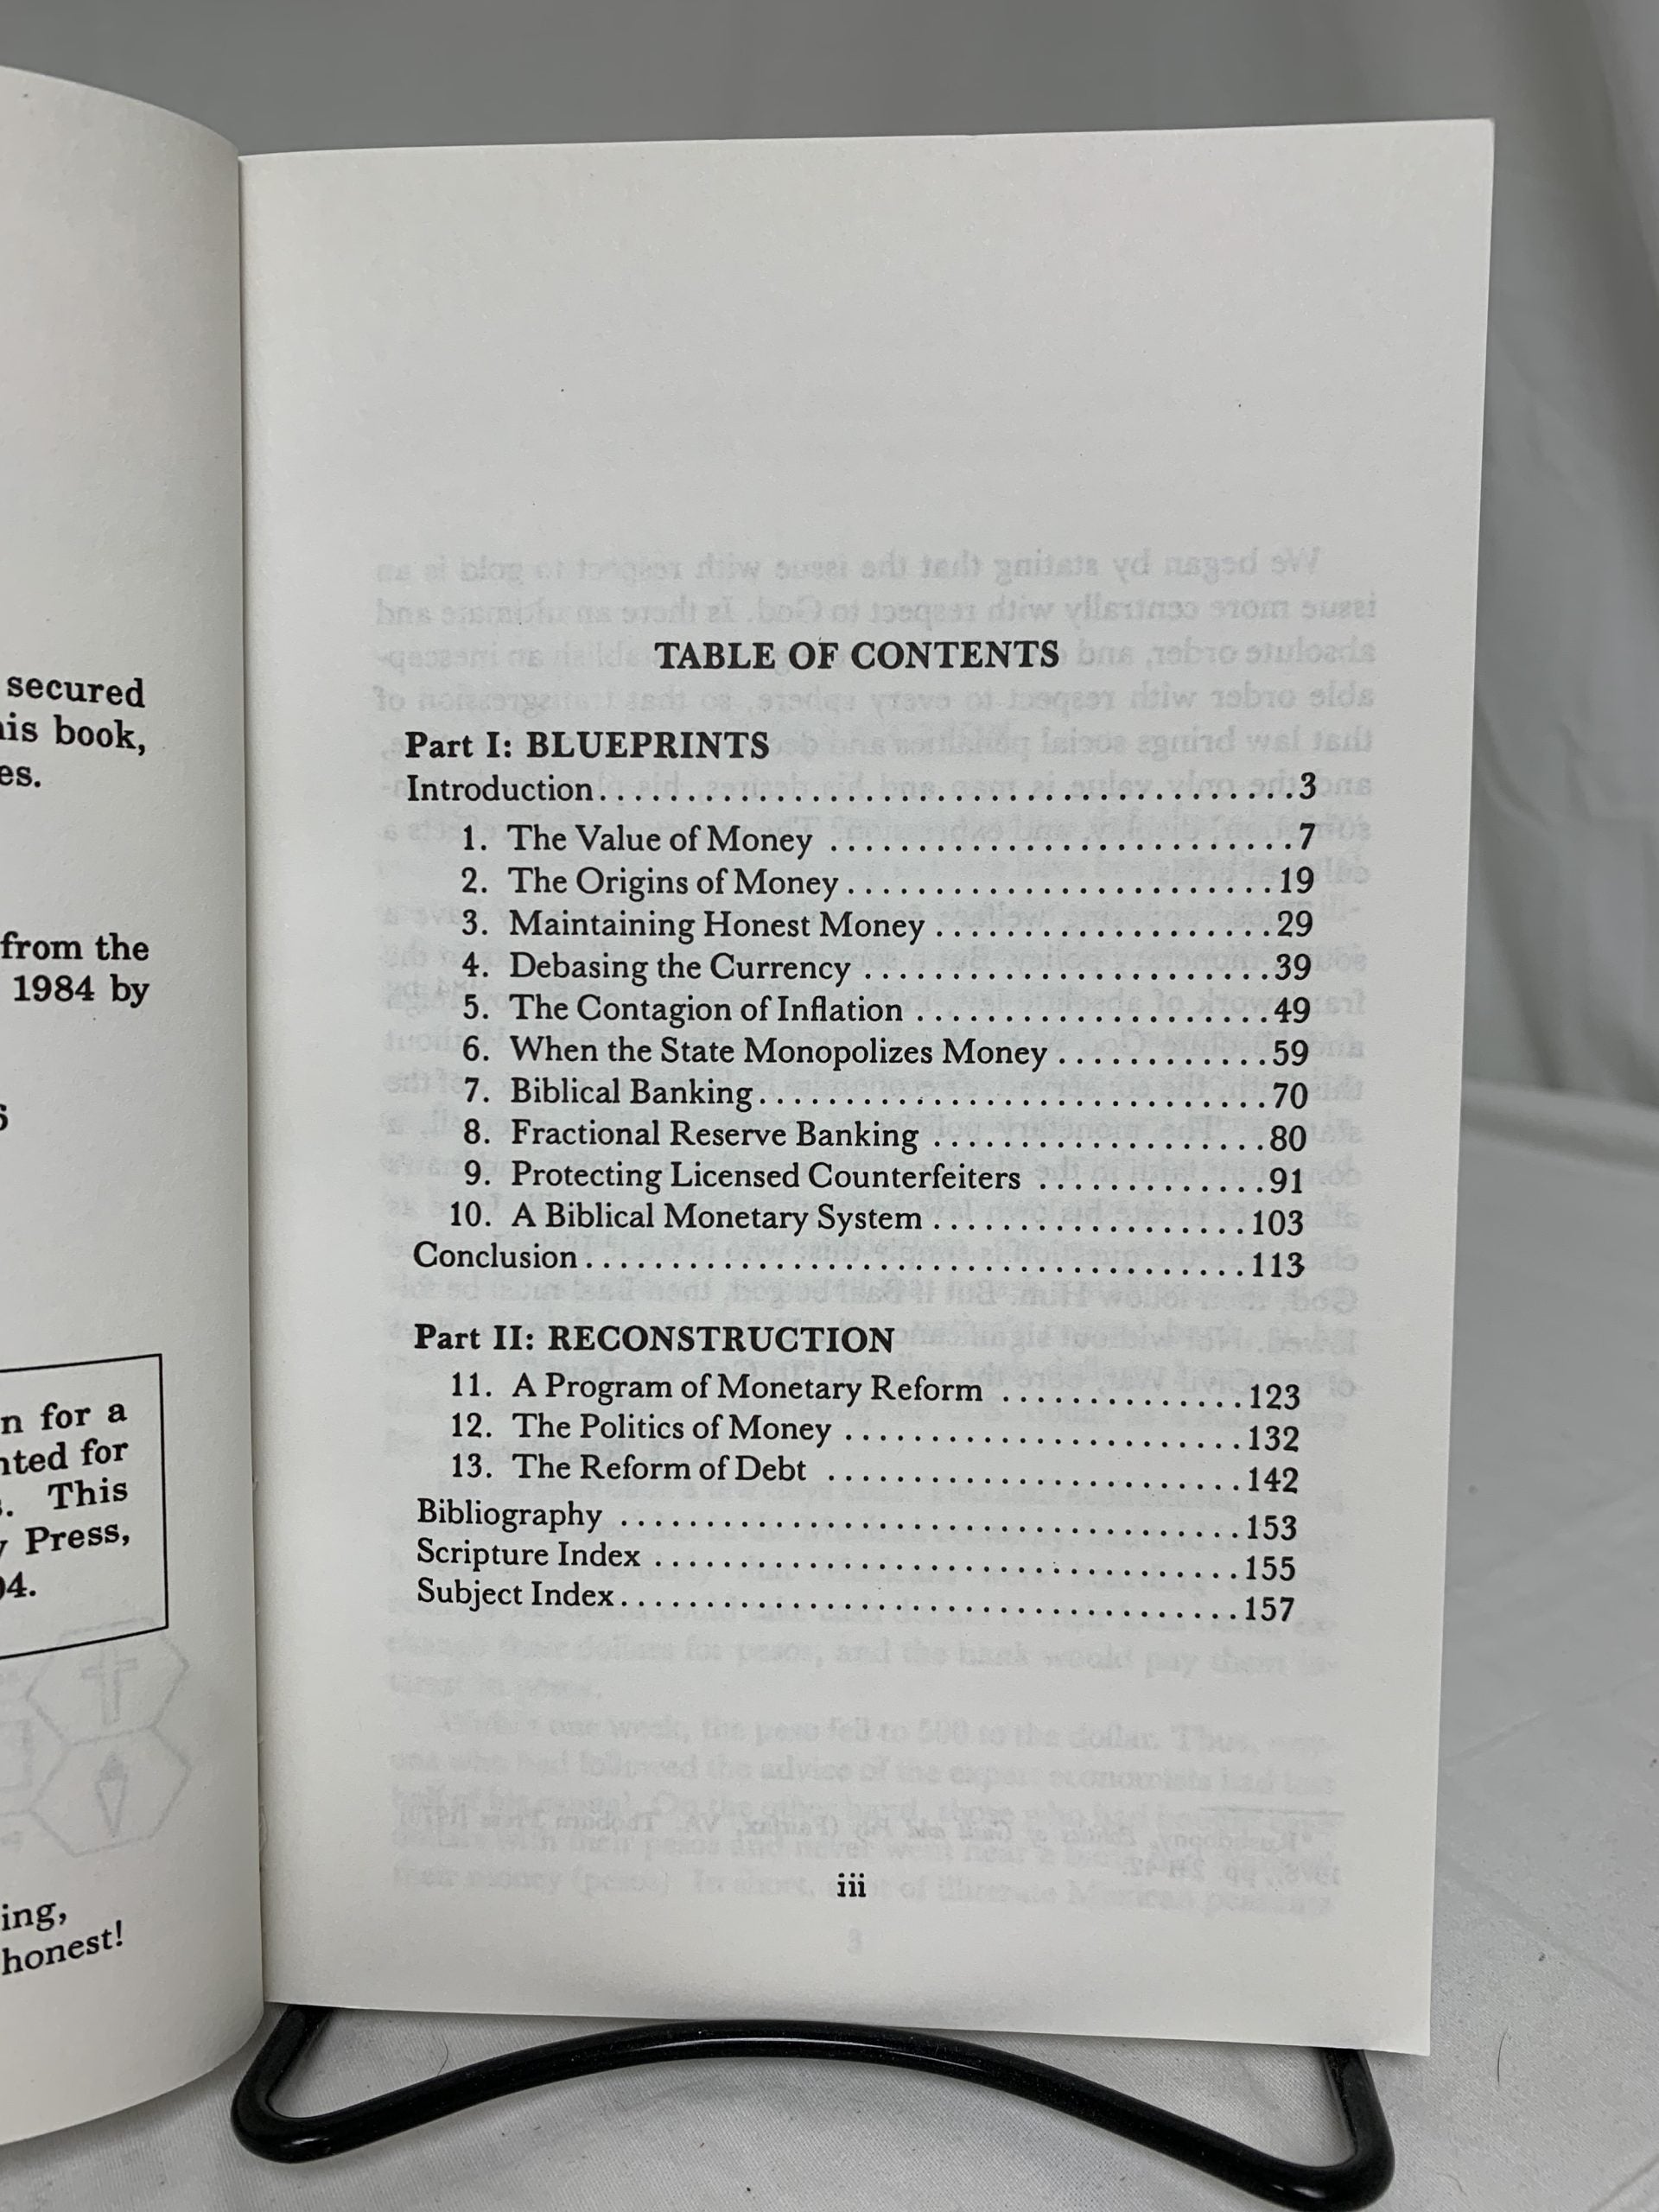 secured
his book,
es.
from the
1984 by
n for a
nted for
s. This
y Press,
04.
ing,
honest!
TABLE OF CONTENTS
Part I: BLUEPRINTS
Introduction........................................3
1. The Value of Money ............................7
2. The Origins of Money..........................19
3. Maintaining Honest Money ....................29
4. Debasing the Currency ........................39
5. The Contagion of Inflation .....................49
6. When the State Monopolizes Money ............59
7. Biblical Banking...............................70
8. Fractional Reserve Banking ....................80
9. Protecting Licensed Counterfeiters ..............91
10. A Biblical Monetary System ...................103
Conclusion.......................................113
Part II: RECONSTRUCTION
11. A Program of Monetary Reform ...............123
12. The Politics of Money ........................132
13. The Reform of Debt .........................142
Bibliography .....................................153
Scripture Index ...................................155
Subject Index.....................................157
iii